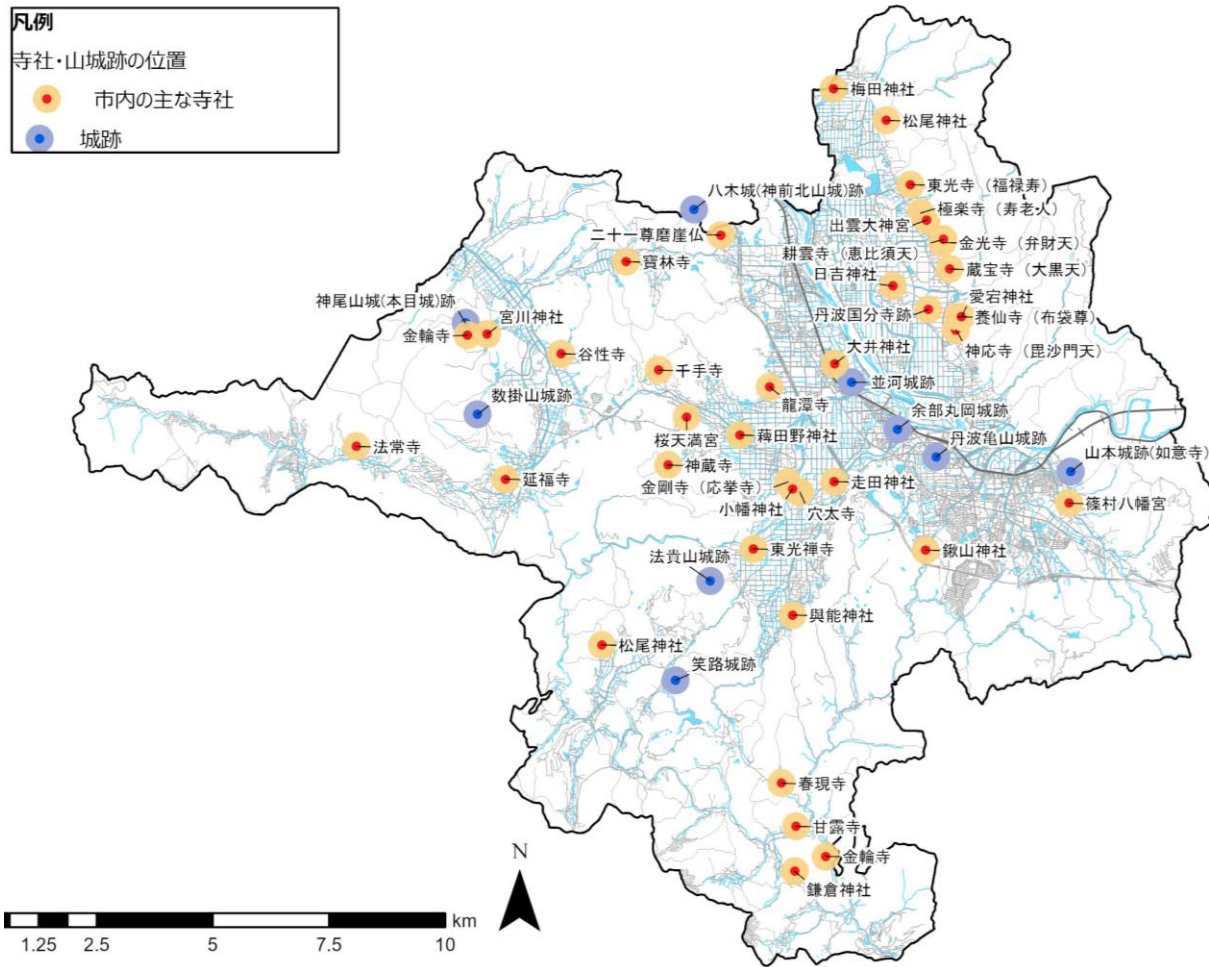 凡例
寺社・山城跡の位置
市内の主な寺社
城跡
梅田神社
松尾神社
東光寺（福禄寿）
八木城(神前北山城)跡
極楽寺（寿老人）
出雲大神宮
二十一尊磨崖仏
金光寺（弁財天）
耕雲寺（恵比須天）
寶林寺
蔵宝寺（大黒天）
日吉神社
愛宕神社
神尾山城(本目城)跡
丹波国分寺跡
養仙寺（布袋尊）
宮川神社
金輪寺
神応寺（毘沙門天）
大井神社
谷性寺
千手寺
並河城跡
龍潭寺
数掛山城跡
余部丸岡城跡
桜天満宮
薭田野神社
丹波亀山城跡
法常寺
山本城跡(如意寺)
神蔵寺
延福寺
金剛寺（応挙寺）
走田神社
小幡神社
穴太寺
篠村八幡宮
東光禅寺
鍬山神社
法貴山城跡
與能神社
松尾神社
笑路城跡
春現寺
甘露寺
金輪寺
鎌倉神社
N
km
1.25 2.5 5 7.5 10